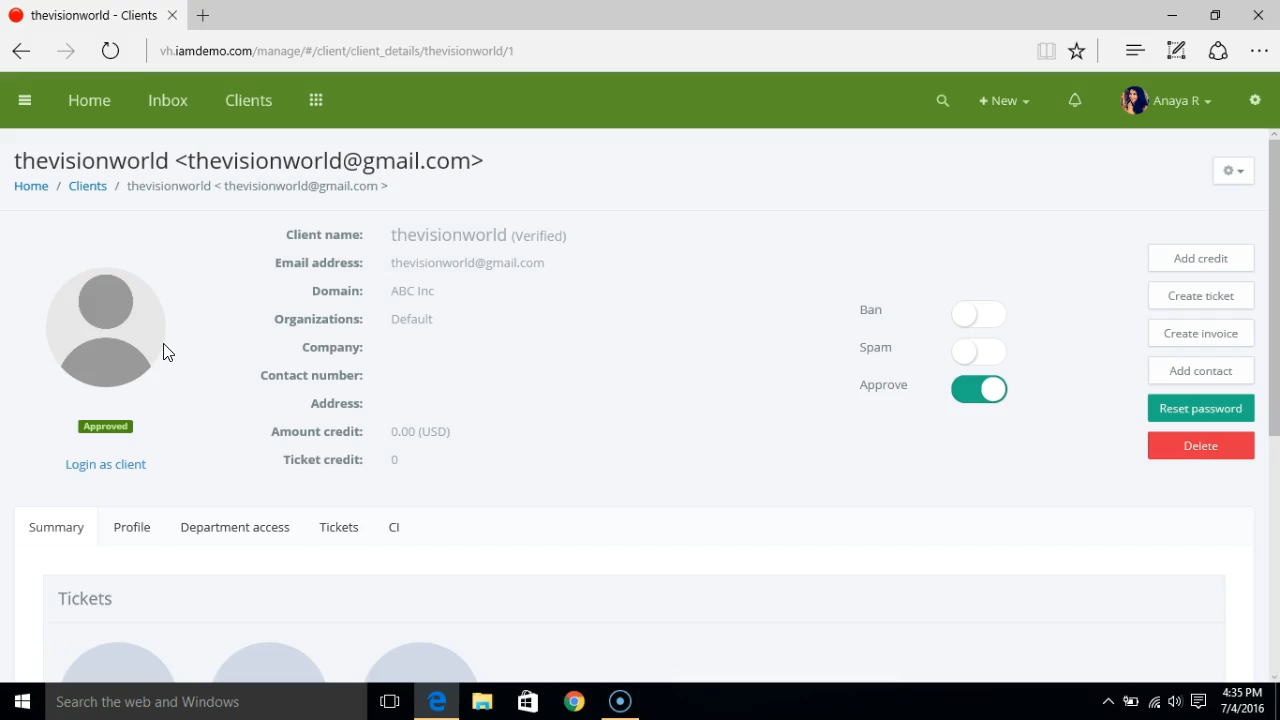 thevisionworld - Clients
vh.iamdemo.com/manage/#/client/client_details/thevisionworld/1
Home Inbox Clients
+ New
Anaya R
thevisionworld <thevisionworld@gmail.com>
Home / Clients / thevisionworld < thevisionworld@gmail.com >
Client name: thevisionworld (Verified)
Email address: thevisionworld@gmail.com
Domain: ABC Inc
Organizations: Default
Company:
Contact number:
Address:
Amount credit: 0.00 (USD)
Ticket credit: 0
Approved
Login as client
Ban
Spam
Approve
Add credit
Create ticket
Create invoice
Add contact
Reset password
Delete
Summary Profile Department access Tickets CI
Tickets
Search the web and Windows
4:35 PM
7/4/2016